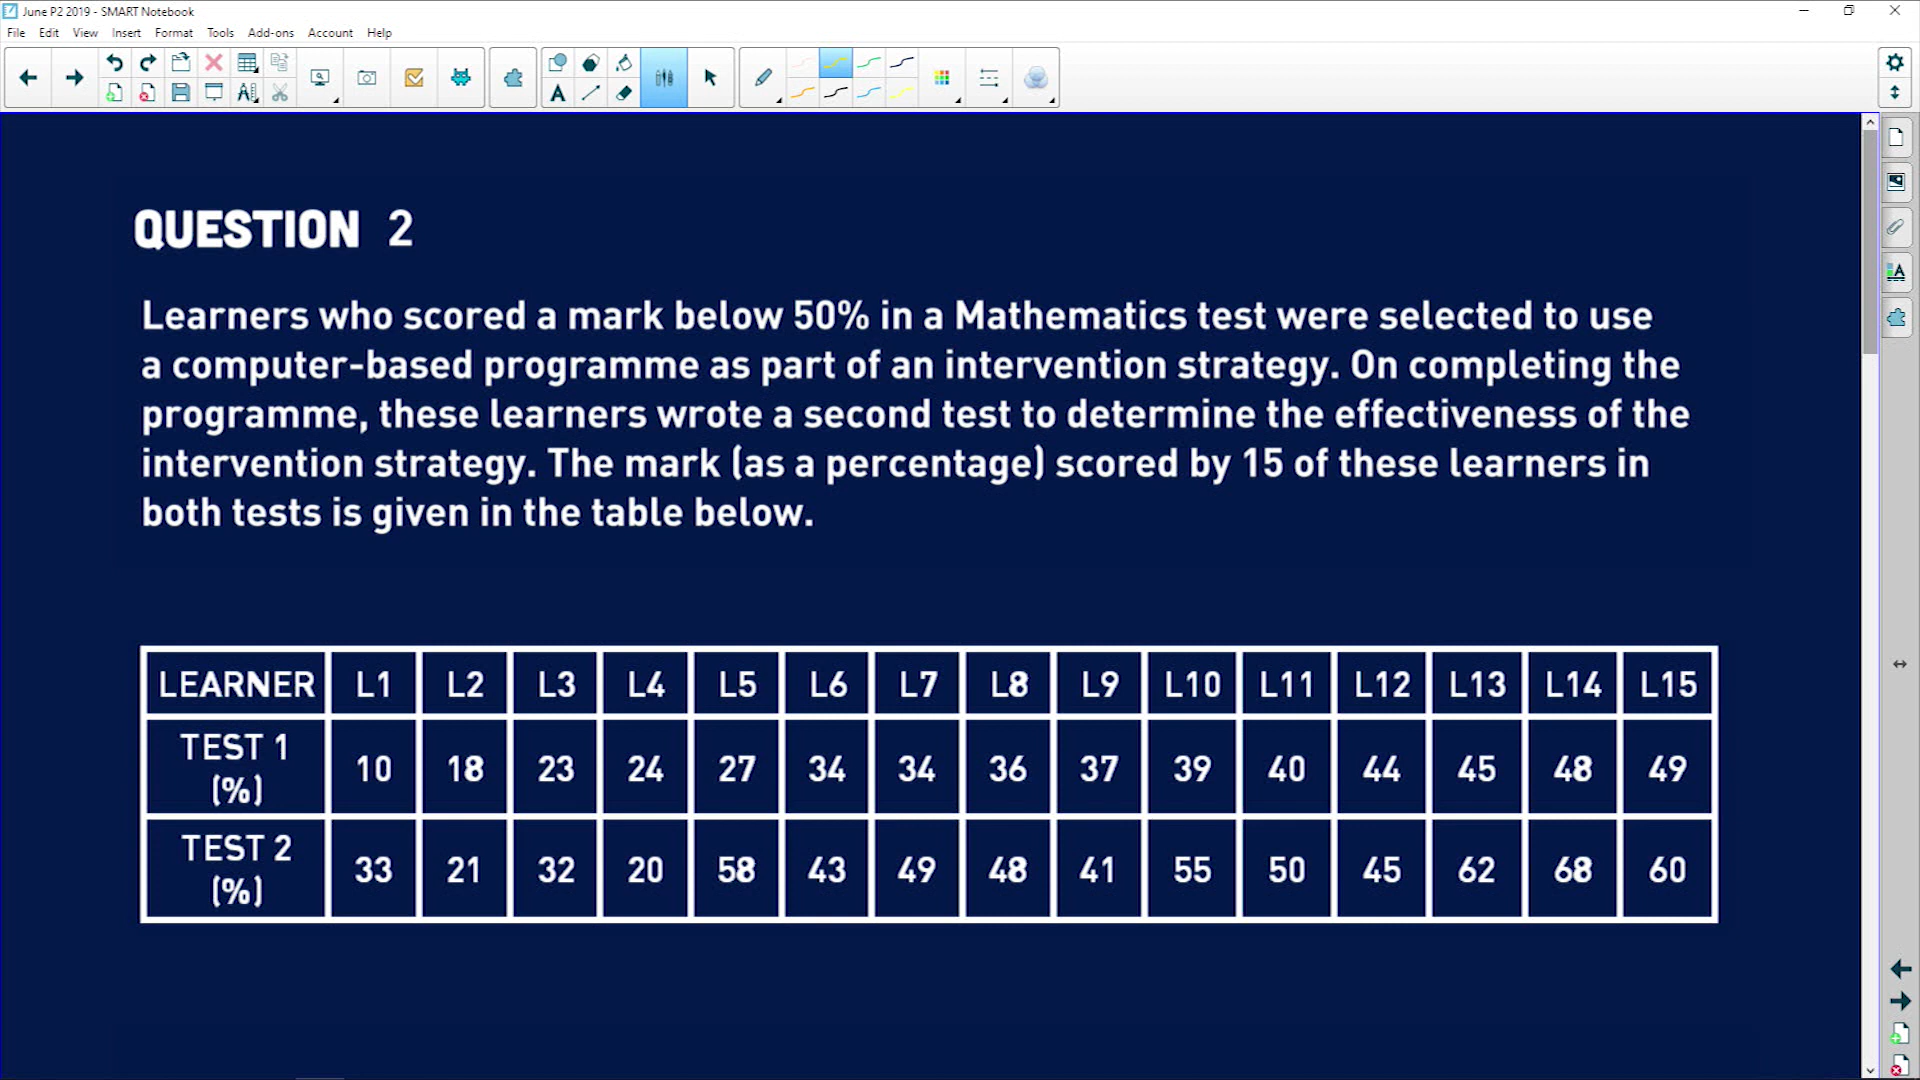 June P2 2019 - SMART Notebook
File Edit View Insert Format Tools Add-ons Account Help
QUESTION 2
Learners who scored a mark below 50% in a Mathematics test were selected to use
a computer-based programme as part of an intervention strategy. On completing the
programme, these learners wrote a second test to determine the effectiveness of the
intervention strategy. The mark (as a percentage) scored by 15 of these learners in
both tests is given in the table below.
LEARNER L1 L2 L3 L4 L5 L6 L7 L8 L9 L10 L11 L12 L13 L14 L15
TEST 1 (%) 10 18 23 24 27 34 34 36 37 39 40 44 45 48 49
TEST 2 (%) 33 21 32 20 58 43 49 48 41 55 50 45 62 68 60